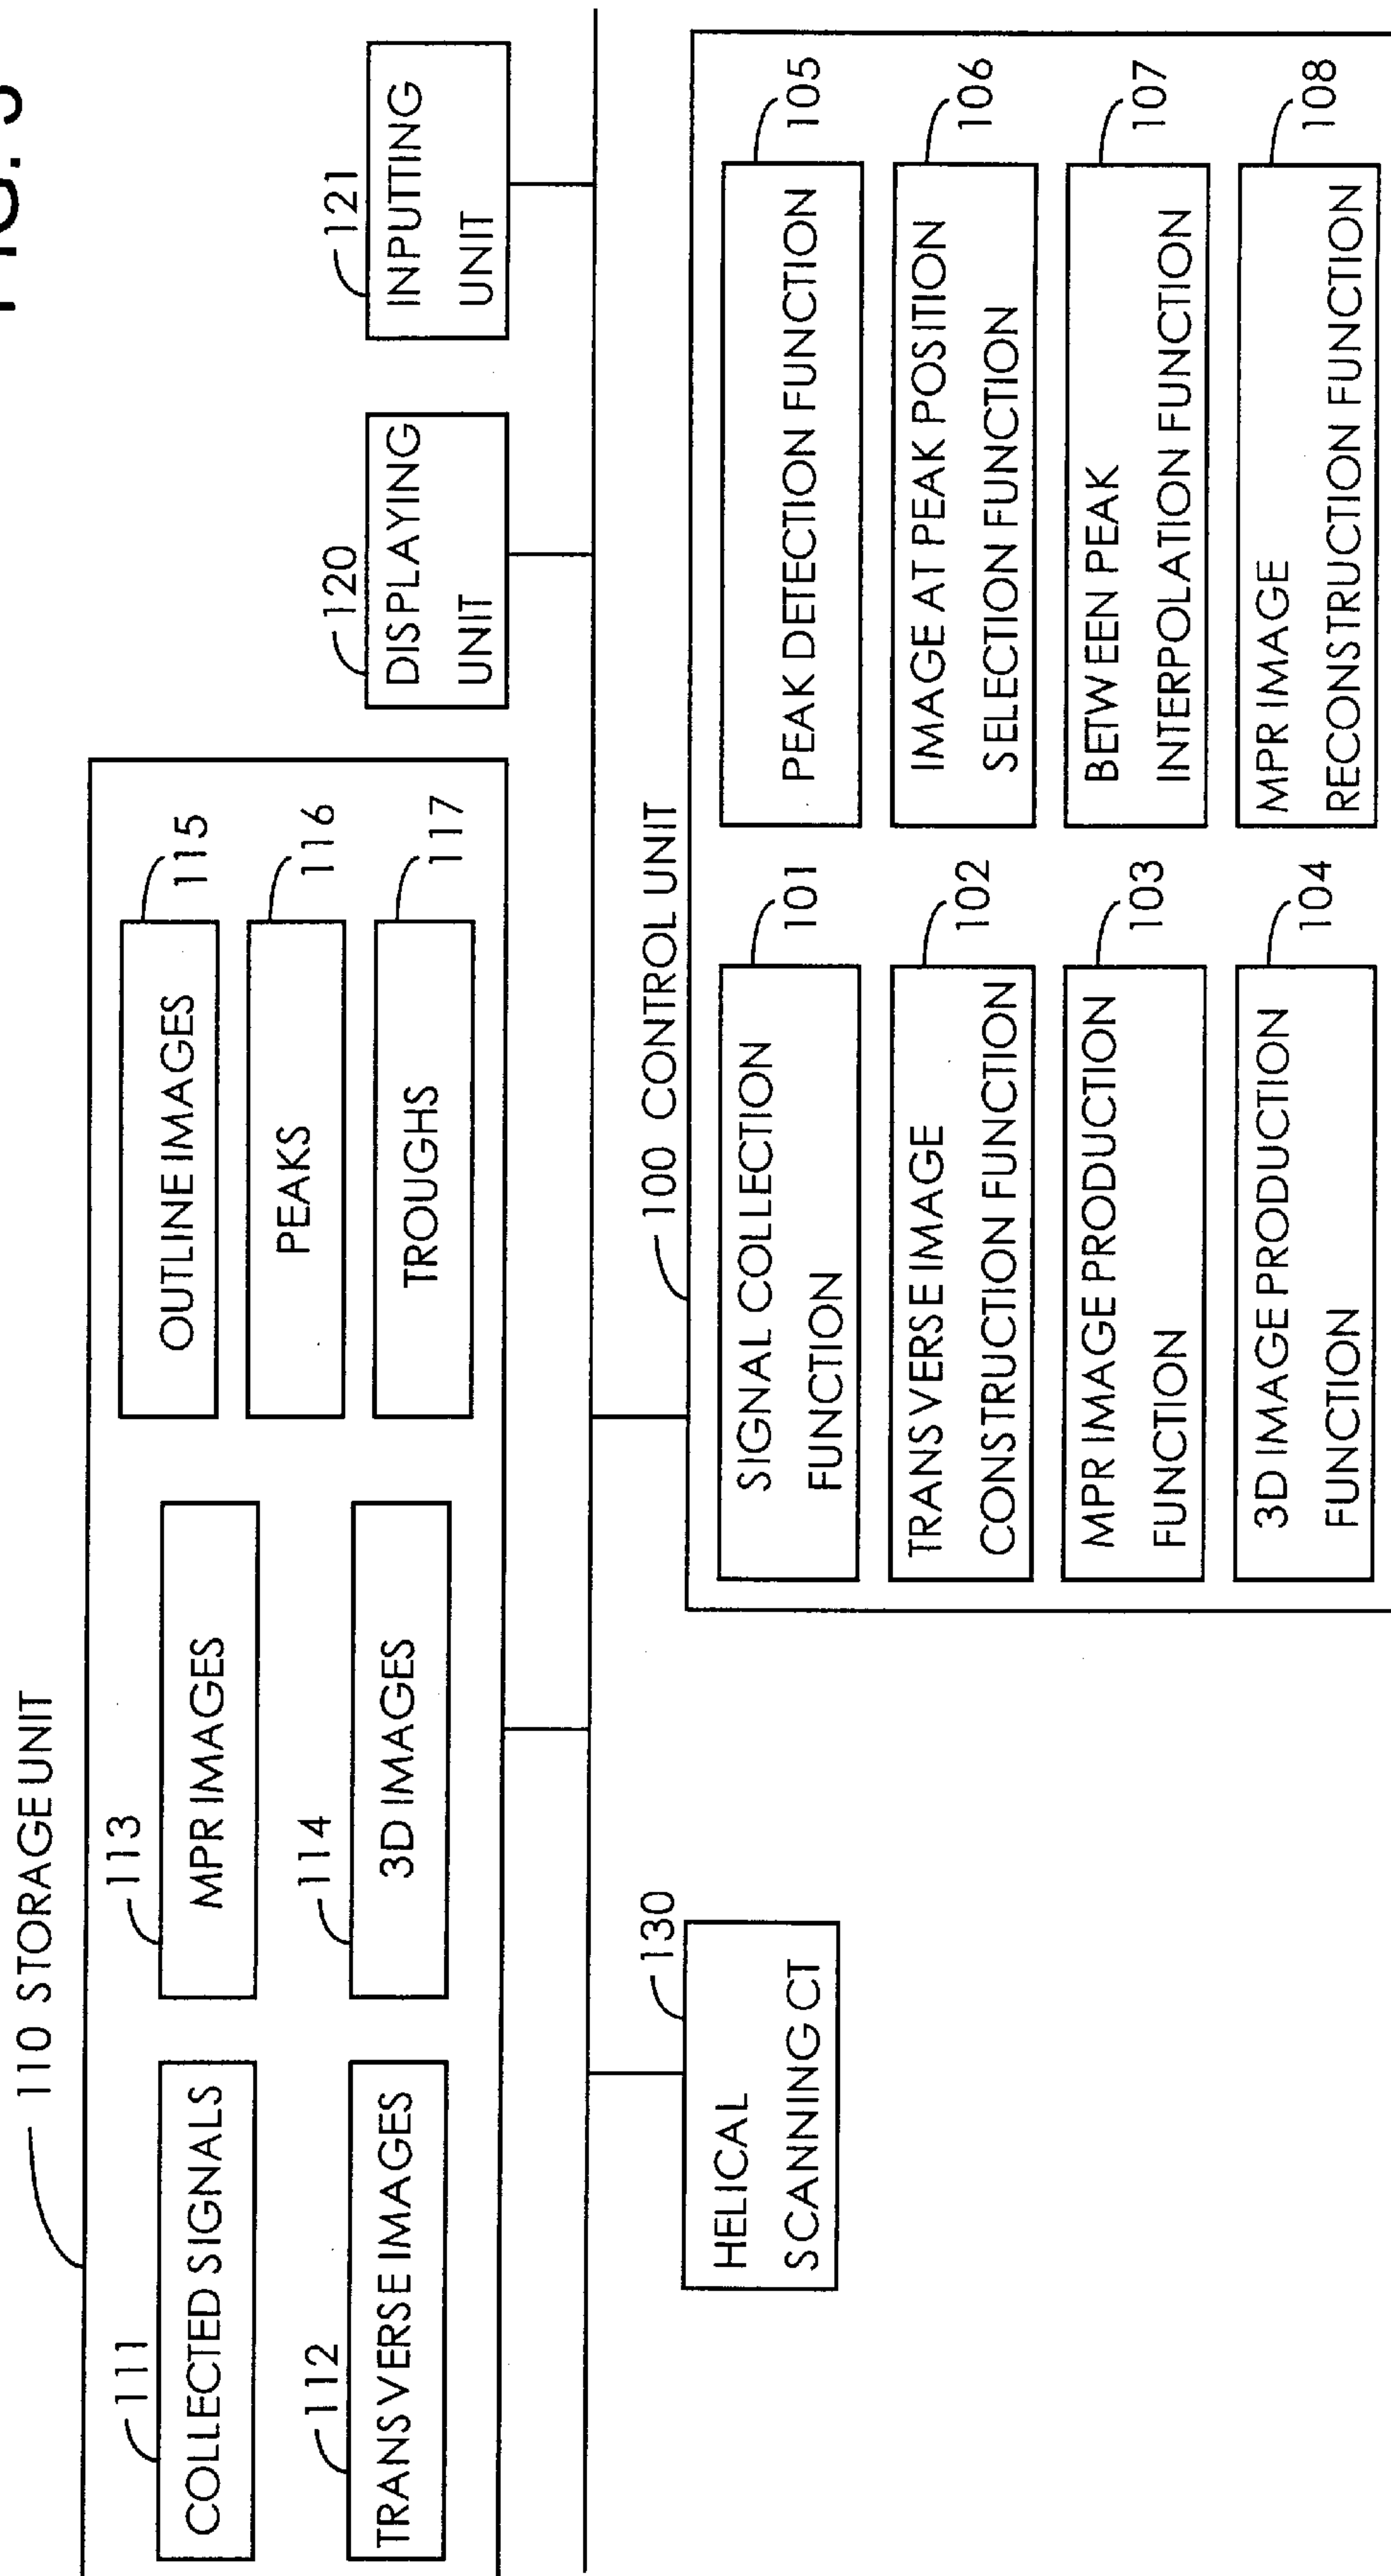 FIG. 3
110 STORAGE UNIT
111
COLLECTED SIGNALS
112
TRANSVERSE IMAGES
113
MPR IMAGES
114
3D IMAGES
OUTLINE IMAGES
115
PEAKS
116
TROUGHS
117
120
DISPLAYING
UNIT
121
INPUTTING
UNIT
130
HELICAL
SCANNING CT
100 CONTROL UNIT
SIGNAL COLLECTION
FUNCTION
101
TRANSVERSE IMAGE
CONSTRUCTION FUNCTION
102
MPR IMAGE PRODUCTION
FUNCTION
103
3D IMAGE PRODUCTION
FUNCTION
104
PEAK DETECTION FUNCTION
105
IMAGE AT PEAK POSITION
SELECTION FUNCTION
106
BETWEEN PEAK
INTERPOLATION FUNCTION
107
MPR IMAGE
RECONSTRUCTION FUNCTION
108